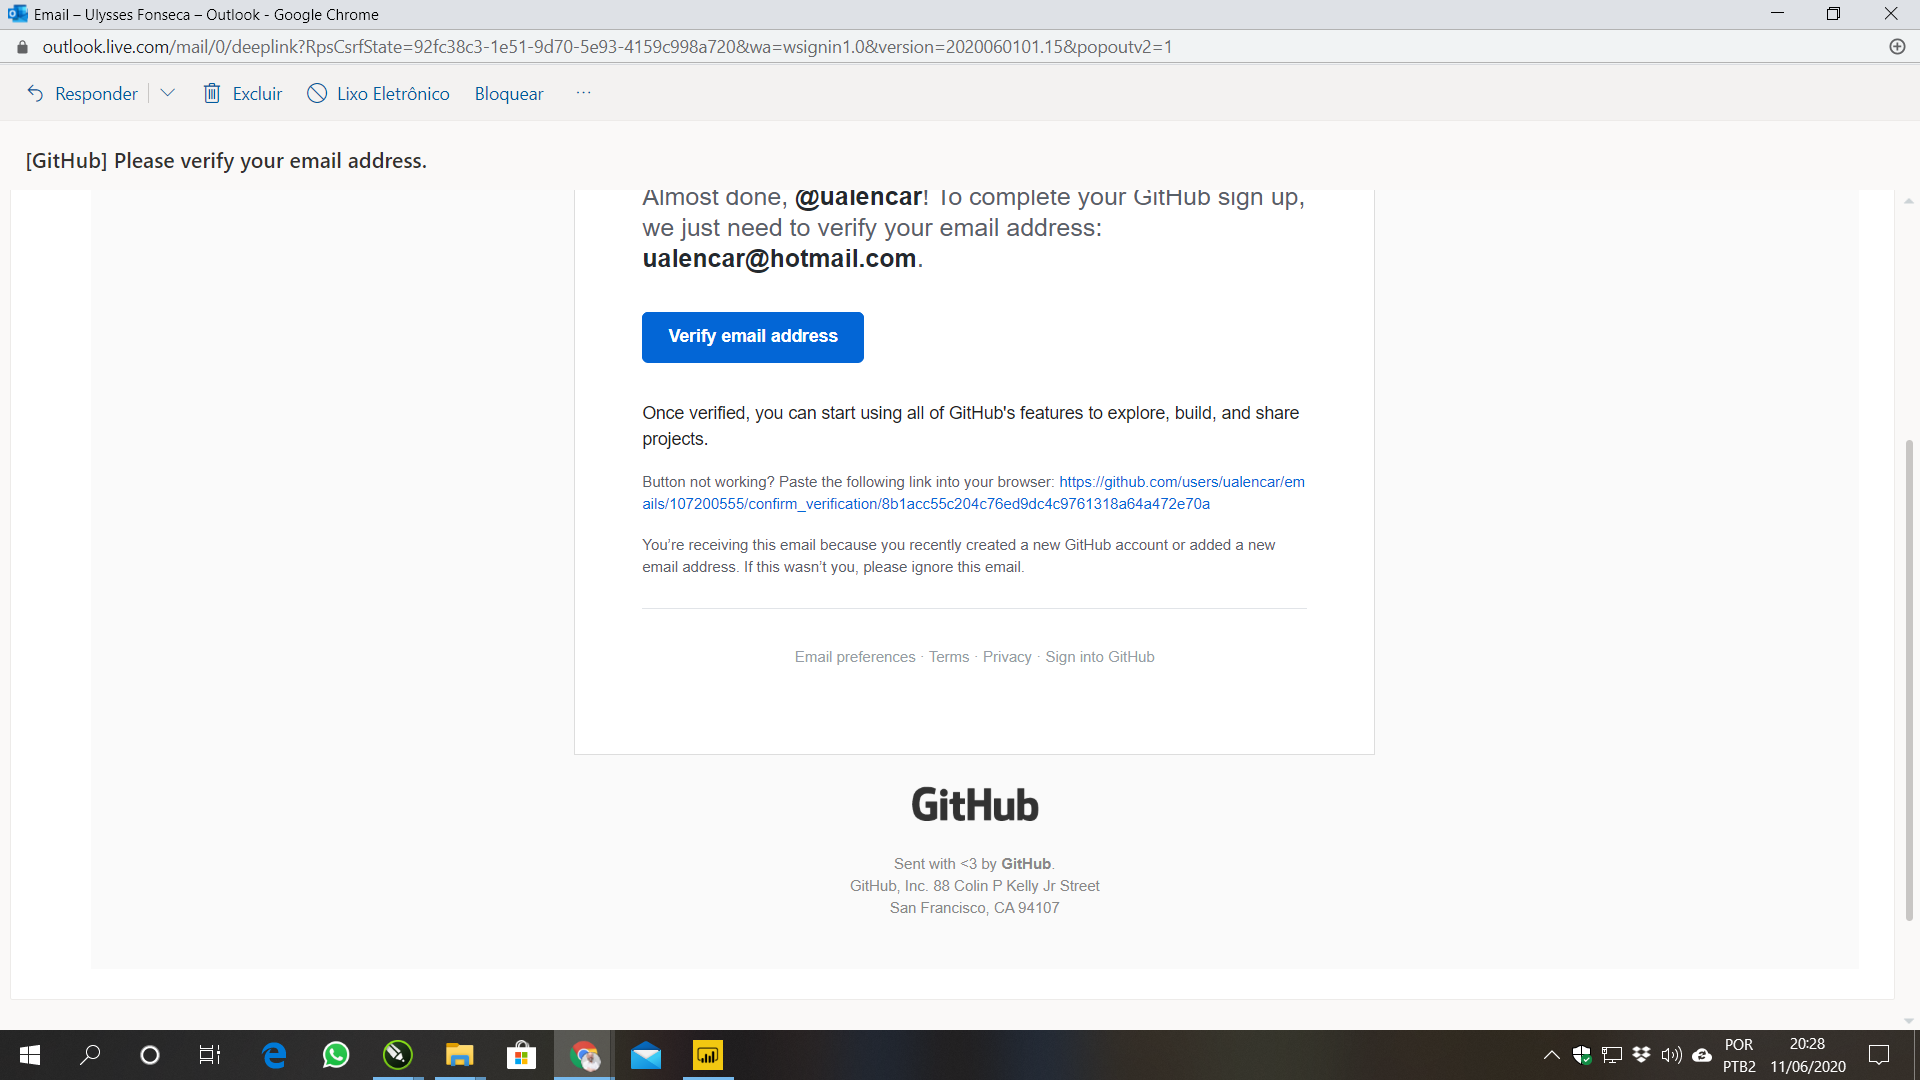 Email – Ulysses Fonseca – Outlook - Google Chrome
outlook.live.com/mail/0/deeplink?RpsCsrfState=92fc38c3-1e51-9d70-5e93-4159c998a720&wa=wsignin1.0&version=2020060101.15&popoutv2=1
Responder Excluir Lixo Eletrônico Bloquear ...
[GitHub] Please verify your email address.
Almost done, @ualencar! To complete your GitHub sign up,
we just need to verify your email address:
ualencar@hotmail.com.
Verify email address
Once verified, you can start using all of GitHub's features to explore, build, and share
projects.
Button not working? Paste the following link into your browser: https://github.com/users/ualencar/em
ails/107200555/confirm_verification/8b1acc55c204c76ed9dc4c9761318a64a472e70a
You’re receiving this email because you recently created a new GitHub account or added a new
email address. If this wasn’t you, please ignore this email.
Email preferences · Terms · Privacy · Sign into GitHub
GitHub
Sent with <3 by GitHub.
GitHub, Inc. 88 Colin P Kelly Jr Street
San Francisco, CA 94107
POR 20:28
PTB2 11/06/2020